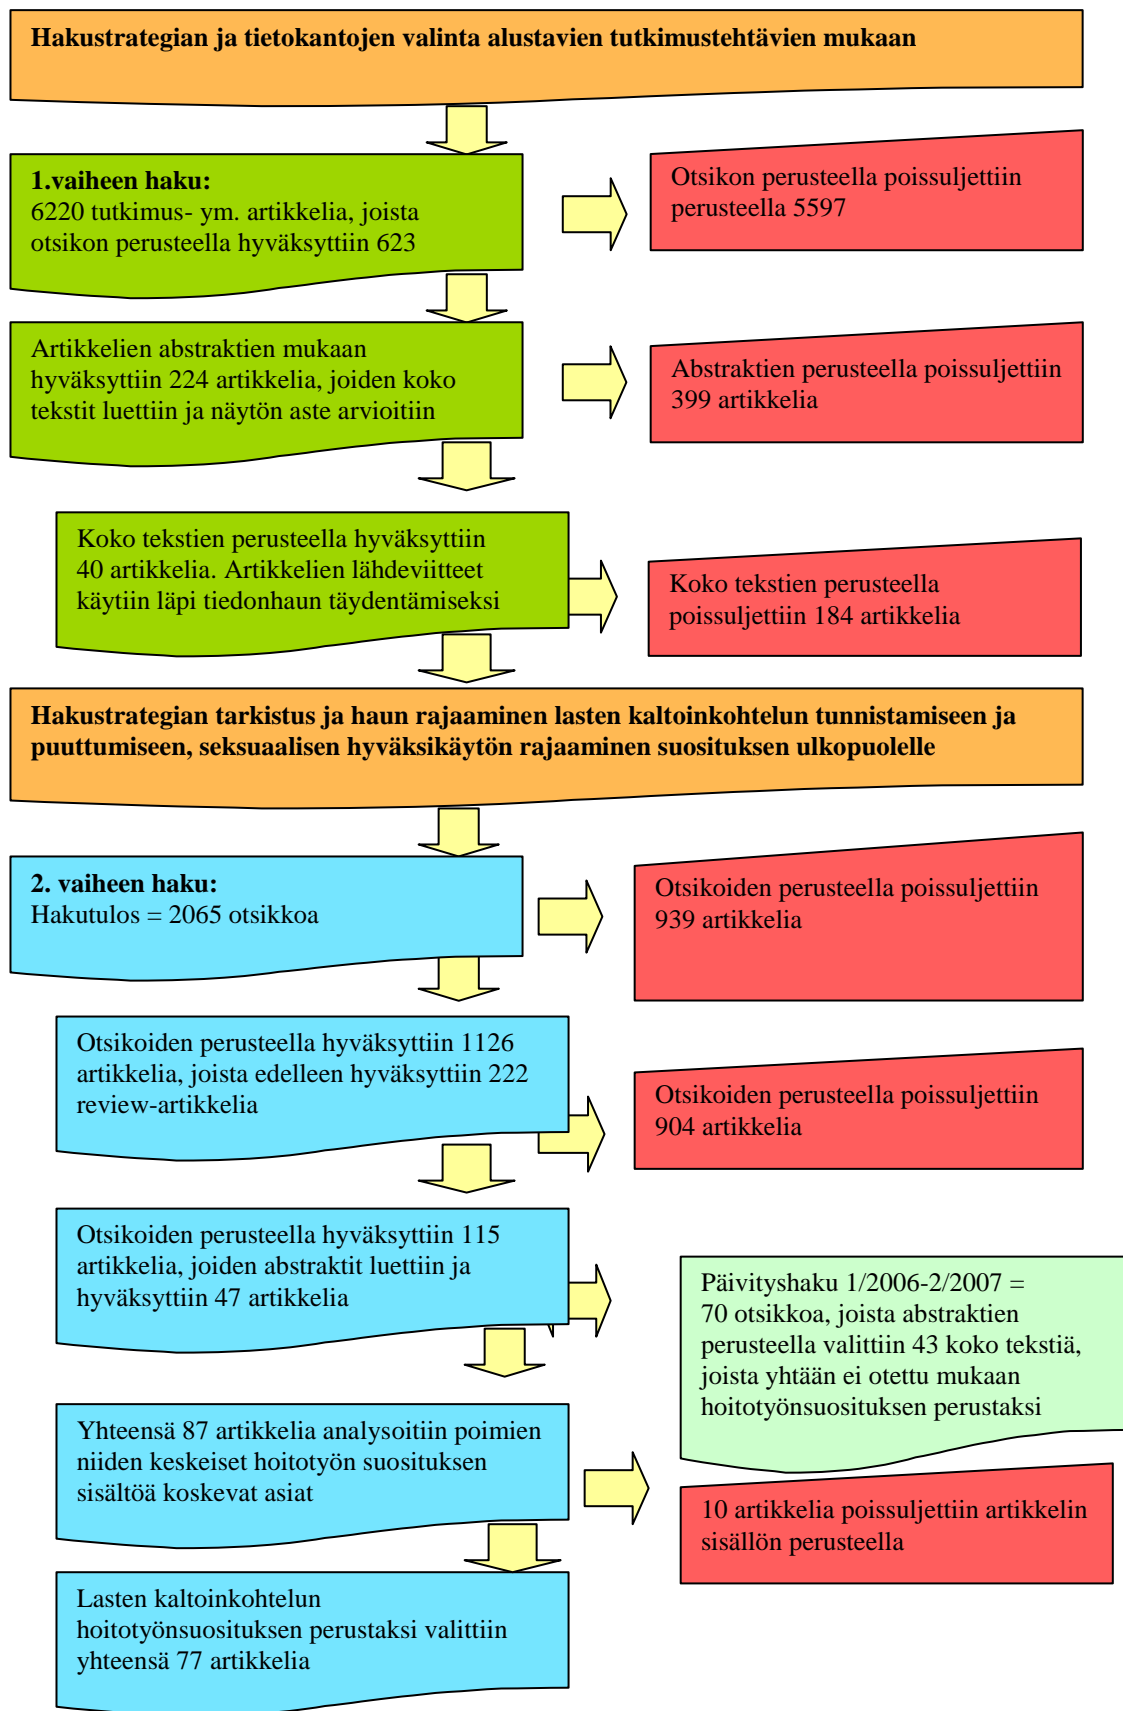 Hakustrategian ja tietokantojen valinta alustavien tutkimustehtävien mukaan
1.vaiheen haku:
6220 tutkimus- ym. artikkelia, joista
otsikon perusteella hyväksyttiin 623
Otsikon perusteella poissuljettiin
perusteella 5597
Artikkelien abstraktien mukaan
hyväksyttiin 224 artikkelia, joiden koko
tekstit luettiin ja näytön aste arvioitiin
Abstraktien perusteella poissuljettiin
399 artikkelia
Koko tekstien perusteella hyväksyttiin
40 artikkelia. Artikkelien lähdeviitteet
käytiin läpi tiedonhaun täydentämiseksi
Koko tekstien perusteella
poissuljettiin 184 artikkelia
Hakustrategian tarkistus ja haun rajaaminen lasten kaltoinkohtelun tunnistamiseen ja
puuttumiseen, seksuaalisen hyväksikäytön rajaaminen suosituksen ulkopuolelle
2. vaiheen haku:
Hakutulos = 2065 otsikkoa
Otsikoiden perusteella poissuljettiin
939 artikkelia
Otsikoiden perusteella hyväksyttiin 1126
artikkelia, joista edelleen hyväksyttiin 222
review-artikkelia
Otsikoiden perusteella poissuljettiin
904 artikkelia
Otsikoiden perusteella hyväksyttiin 115
artikkelia, joiden abstraktit luettiin ja
hyväksyttiin 47 artikkelia
Päivityshaku 1/2006-2/2007 =
70 otsikkoa, joista abstraktien
perusteella valittiin 43 koko tekstiä,
joista yhtään ei otettu mukaan
hoitotyönsuosituksen perustaksi
Yhteensä 87 artikkelia analysoitiin poimien
niiden keskeiset hoitotyön suosituksen
sisältöä koskevat asiat
10 artikkelia poissuljettiin artikkelin
sisällön perusteella
Lasten kaltoinkohtelun
hoitotyönsuosituksen perustaksi valittiin
yhteensä 77 artikkelia